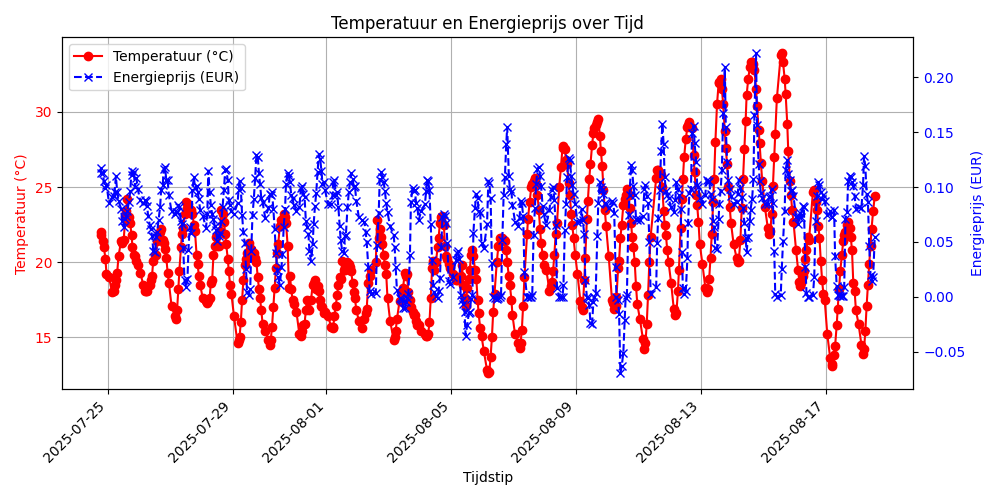 Temperatuur en Energieprijs over Tijd
Temperatuur (°C)
Energieprijs (EUR)
Temperatuur (°C)
30
25
20
15
0.20
0.15
0.10
0.05
0.00
−0.05
Energieprijs (EUR)
2025-07-25
2025-07-29
2025-08-01
2025-08-05
2025-08-09
2025-08-13
2025-08-17
Tijdstip